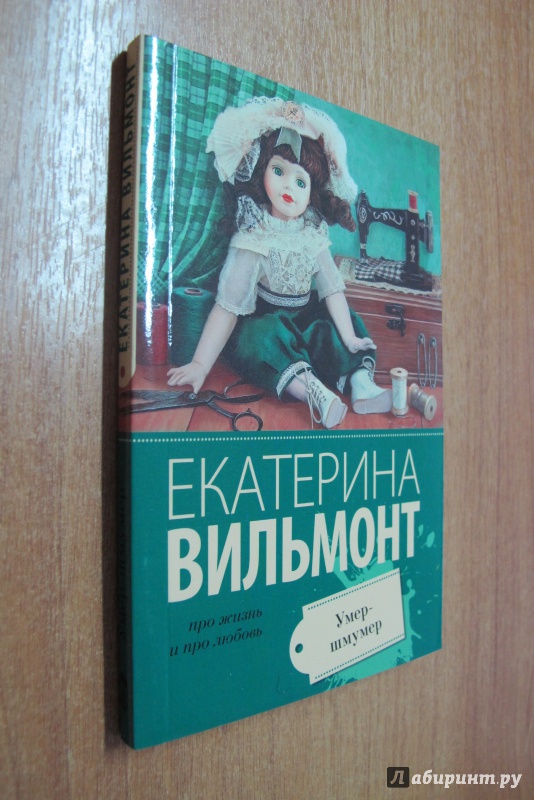 ЕКАТЕРИНА ВИЛЬМОНТ
ЕКАТЕРИНА
ВИЛЬМОНТ
про жизнь
и про любовь
Умер-
шмумер
Лабиринт.ру